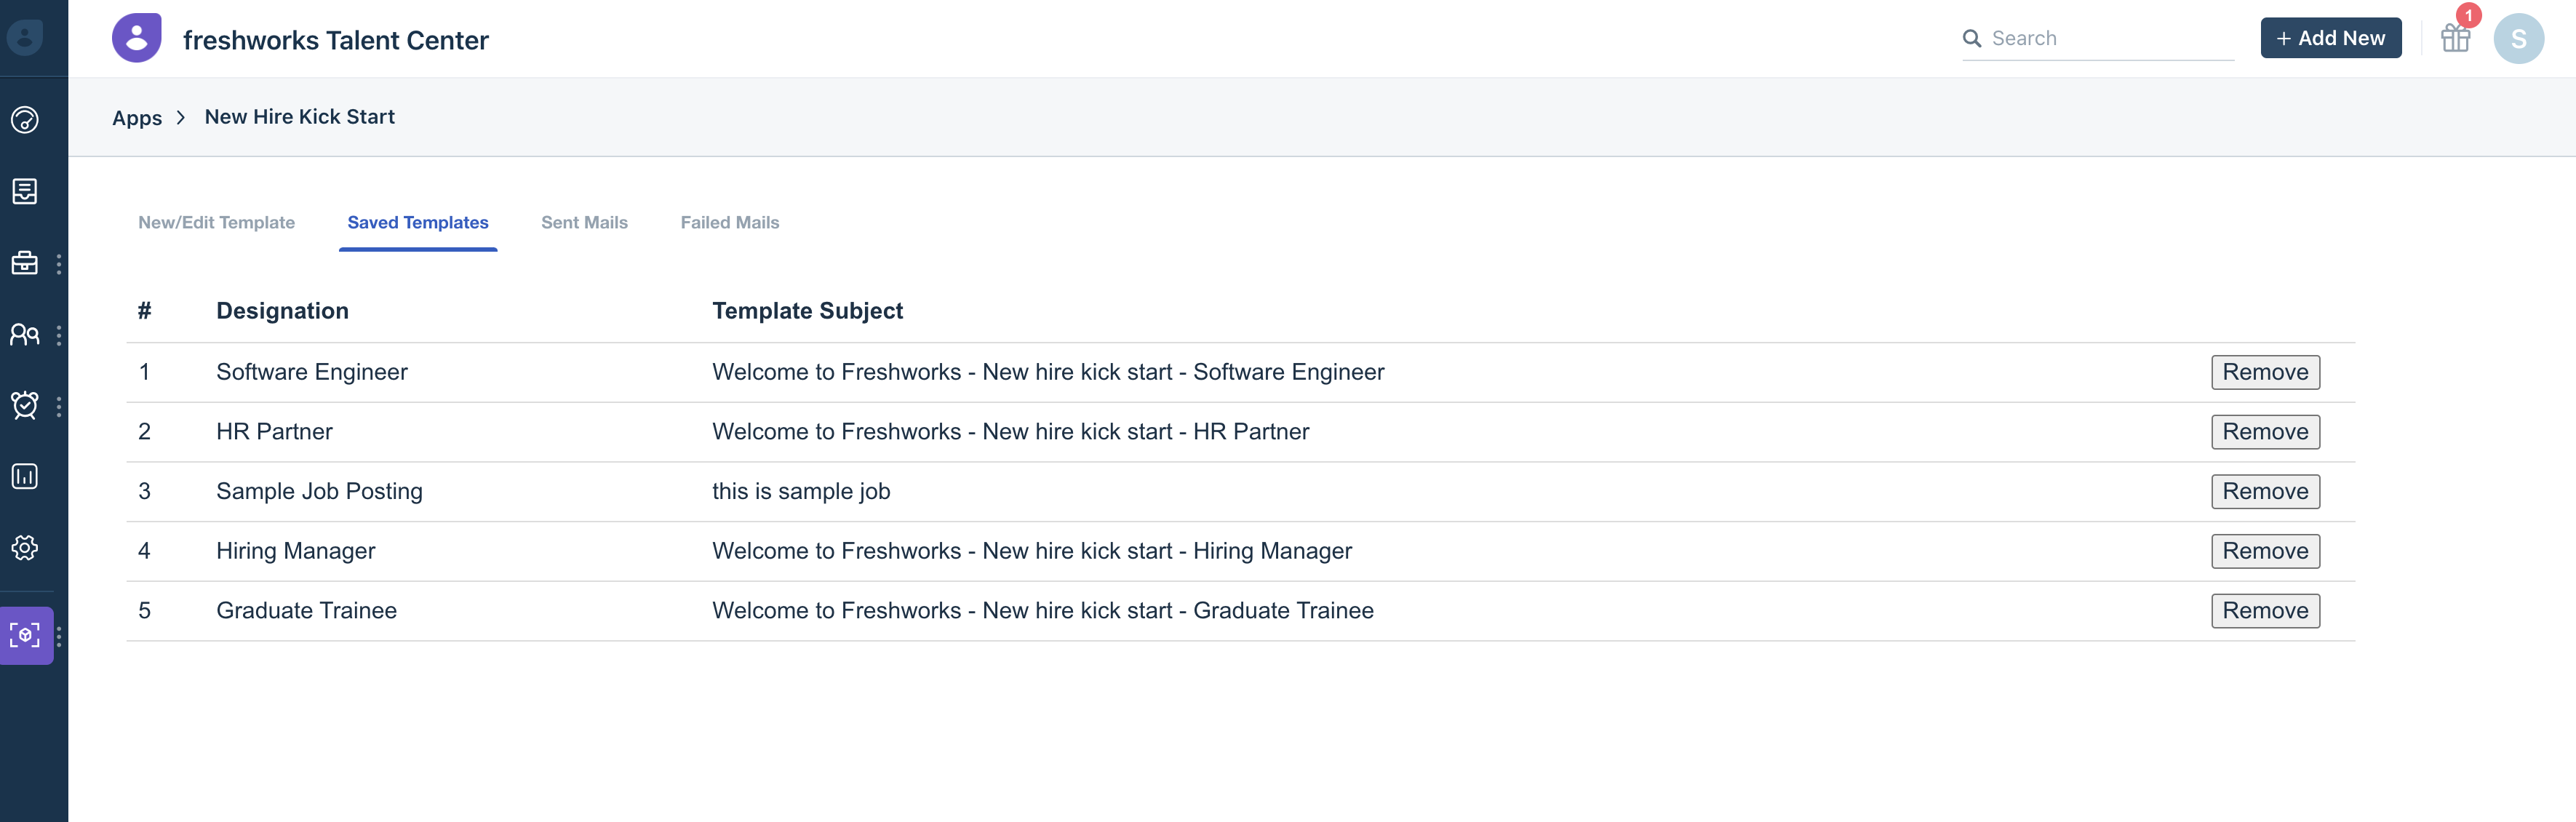 freshworks Talent Center
Search
+ Add New
1
S
Apps > New Hire Kick Start
New/Edit Template Saved Templates Sent Mails Failed Mails
# Designation Template Subject
1 Software Engineer Welcome to Freshworks - New hire kick start - Software Engineer Remove
2 HR Partner Welcome to Freshworks - New hire kick start - HR Partner Remove
3 Sample Job Posting this is sample job Remove
4 Hiring Manager Welcome to Freshworks - New hire kick start - Hiring Manager Remove
5 Graduate Trainee Welcome to Freshworks - New hire kick start - Graduate Trainee Remove